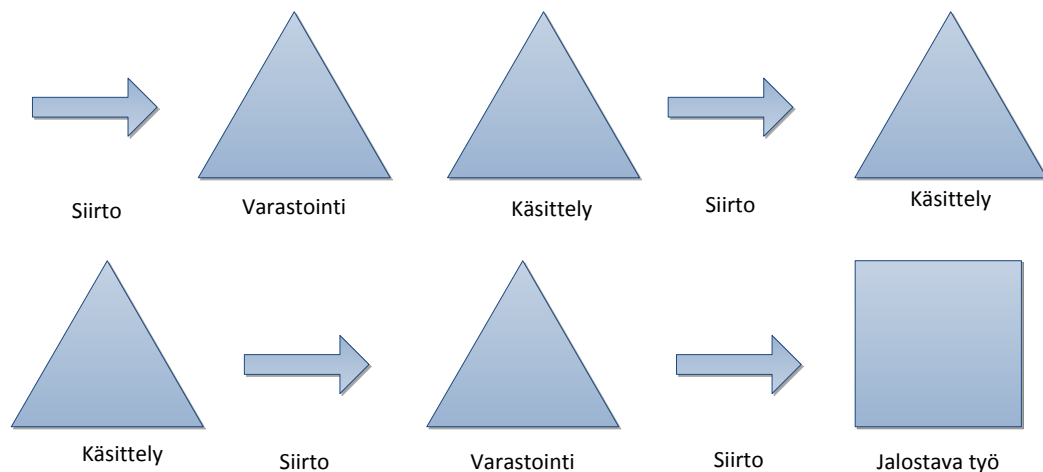 Siirto
Varastointi
Käsittely
Siirto
Käsittely
Käsittely
Siirto
Varastointi
Siirto
Jalostava työ